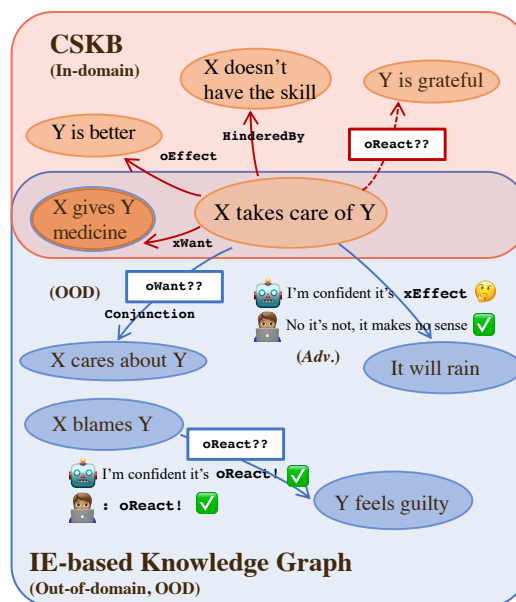 CSKB
(In-domain)
X doesn't
have the skill
Y is grateful
Y is better
HinderedBy
oReact??
oEffect
X gives Y
medicine
X takes care of Y
xWant
(OOD)
oWant??
Conjunction
I'm confident it's xEffect
No it's not, it makes no sense
(Adv.)
X cares about Y
It will rain
X blames Y
oReact??
I'm confident it's oReact!
: oReact!
Y feels guilty
IE-based Knowledge Graph
(Out-of-domain, OOD)